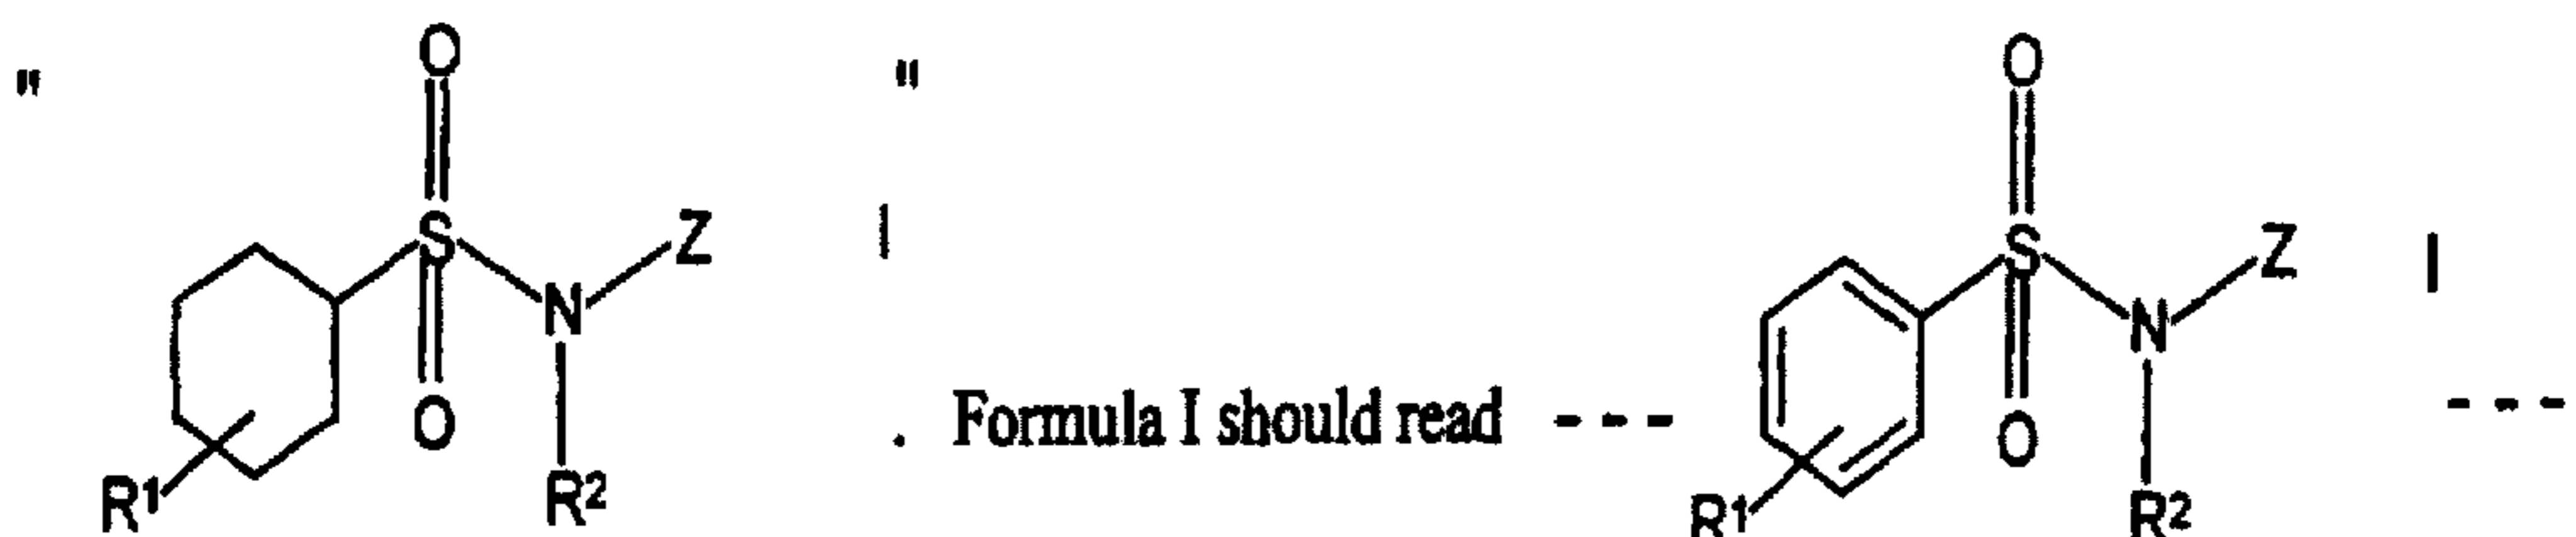 " O "
S Z I
N
O
R¹ R²
. Formula I should read - - -
O
S Z I
N
O
R¹ R²
- - -